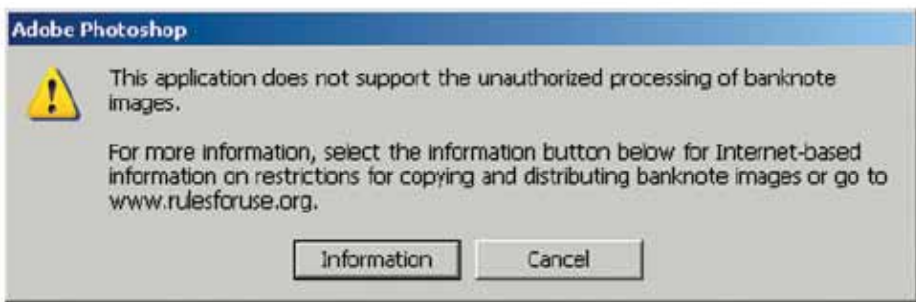 Adobe Photoshop
This application does not support the unauthorized processing of banknote
images.
For more information, select the information button below for Internet-based
information on restrictions for copying and distributing banknote images or go to
www.rulesforuse.org.
Information
Cancel